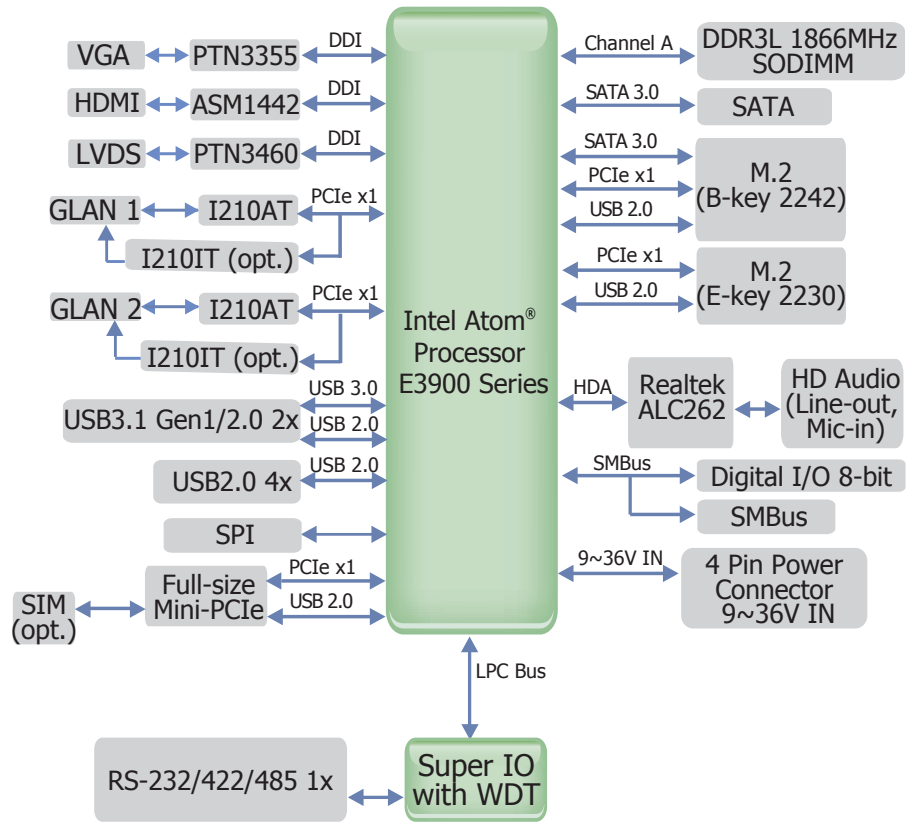 VGA
PTN3355
DDI
HDMI
ASM1442
DDI
LVDS
PTN3460
DDI
GLAN 1
I210AT
PCIe x1
I210IT (opt.)
GLAN 2
I210AT
PCIe x1
I210IT (opt.)
USB3.1 Gen1/2.0 2x
USB 3.0
USB 2.0
USB2.0 4x
USB 2.0
SPI
SIM
(opt.)
Full-size
Mini-PCIe
PCIe x1
USB 2.0
Intel Atom®
Processor
E3900 Series
Channel A
DDR3L 1866MHz
SODIMM
SATA 3.0
SATA
SATA 3.0
PCIe x1
USB 2.0
M.2
(B-key 2242)
PCIe x1
USB 2.0
M.2
(E-key 2230)
HDA
Realtek
ALC262
HD Audio
(Line-out,
Mic-in)
SMBus
Digital I/O 8-bit
SMBus
9~36V IN
4 Pin Power
Connector
9~36V IN
LPC Bus
RS-232/422/485 1x
Super IO
with WDT